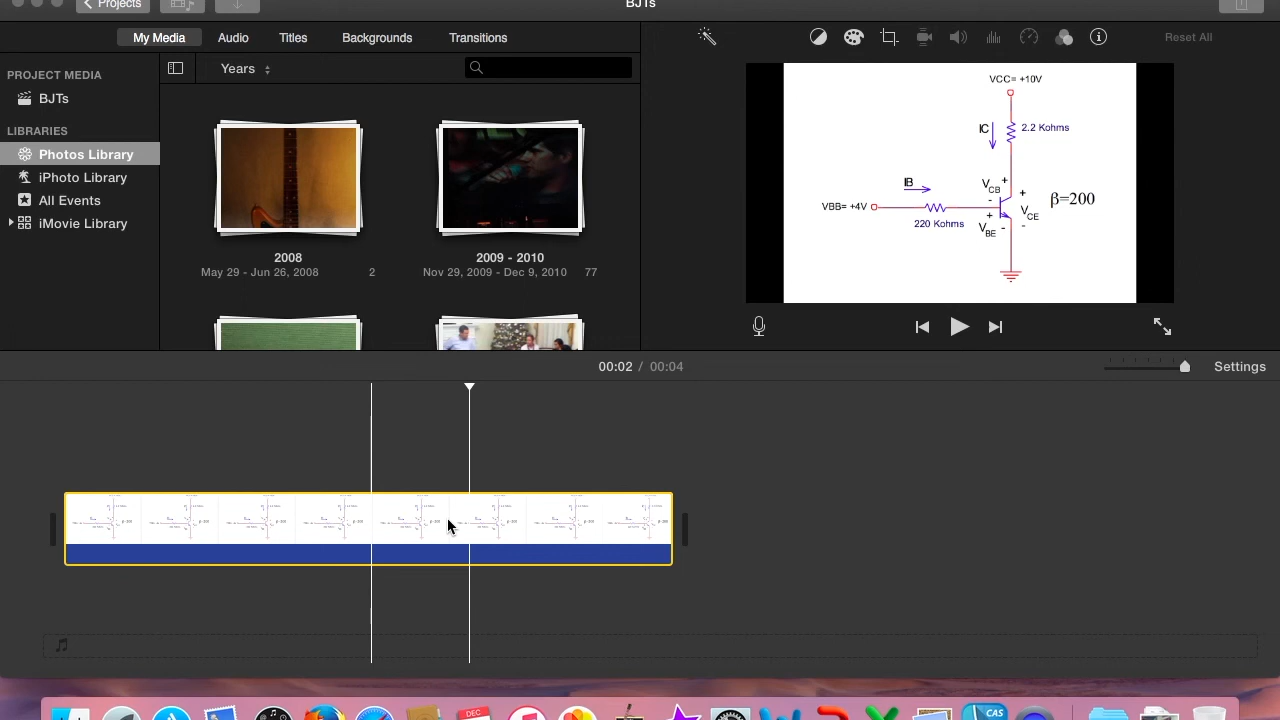 Projects
BJTs
My Media Audio Titles Backgrounds Transitions
Reset All
PROJECT MEDIA
BJTs
LIBRARIES
Photos Library
iPhoto Library
All Events
iMovie Library
Years
2008
May 29 - Jun 26, 2008 2
2009 - 2010
Nov 29, 2009 - Dec 9, 2010 77
VCC= +10V
IC
2.2 Kohms
IB
VCB +
-
+
β=200
VBB= +4V
220 Kohms
+
VCE
VBE -
-
00:02 / 00:04
Settings
DEC
CAS